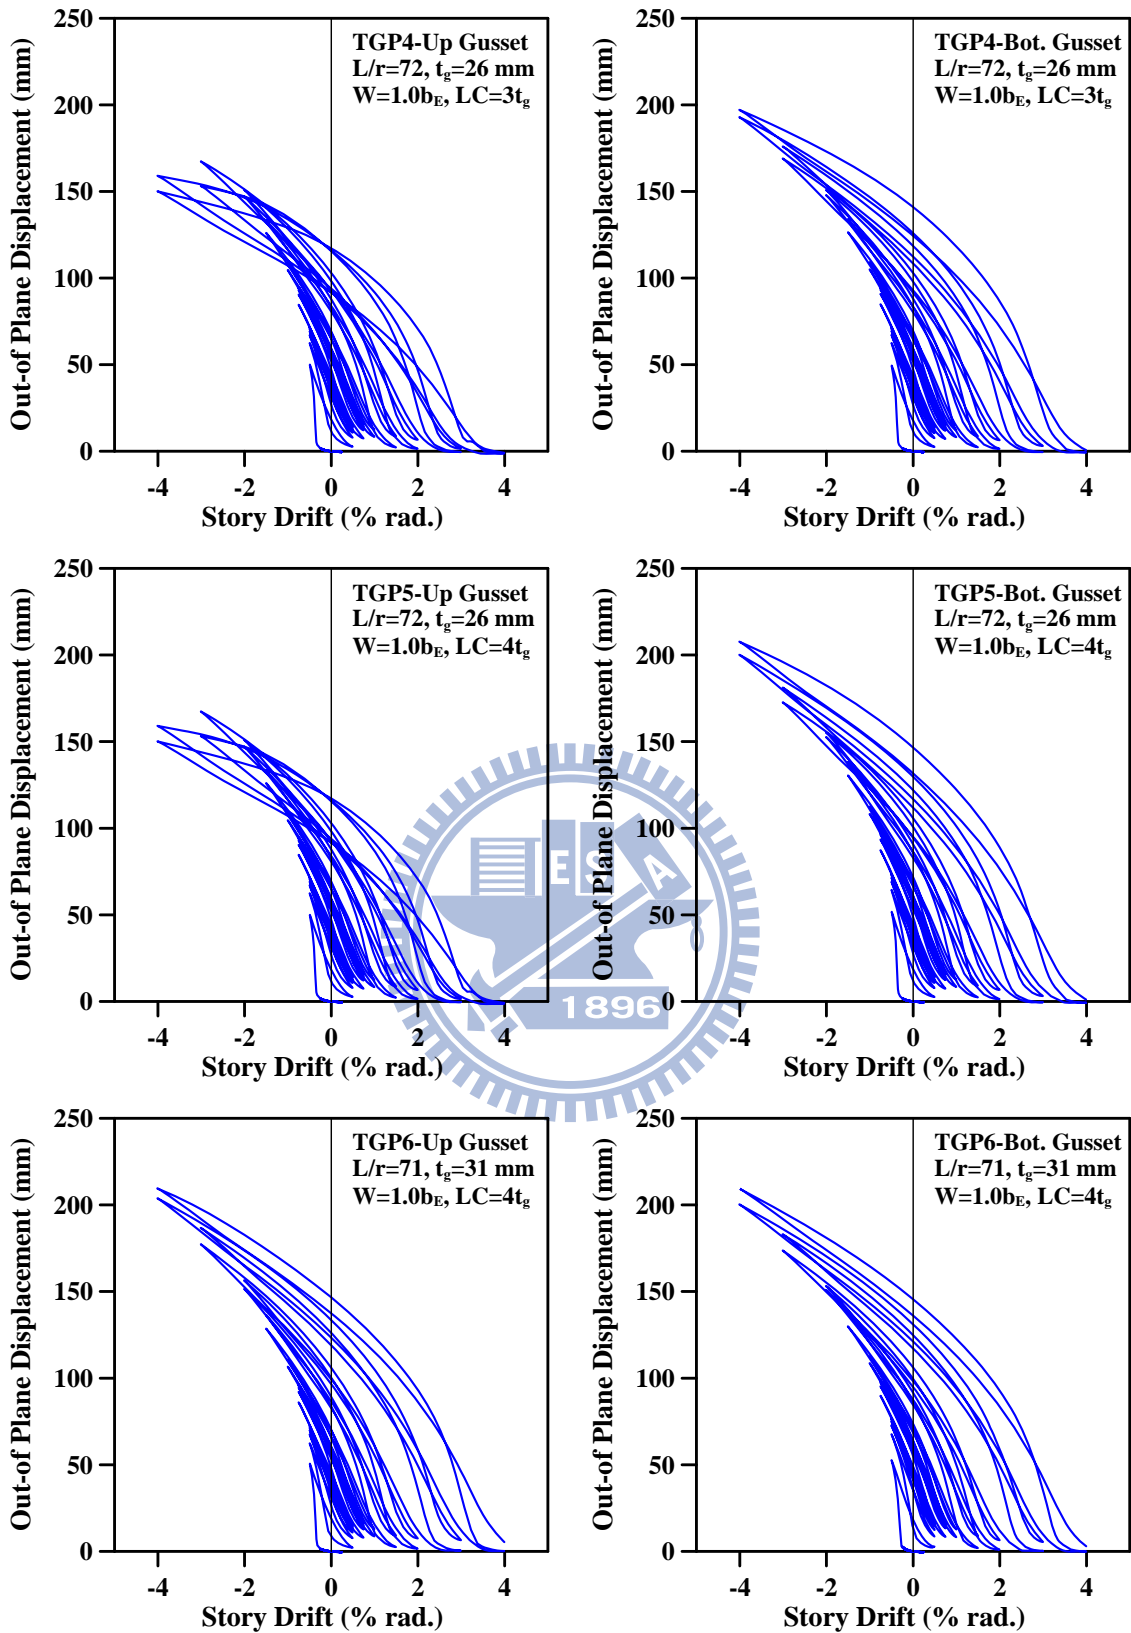 250
200
150
100
50
0
Out-of Plane Displacement (mm)
TGP4-Up Gusset
L/r=72, tg=26 mm
W=1.0bE, LC=3tg
-4 -2 0 2 4
Story Drift (% rad.)
250
200
150
100
50
0
Out-of Plane Displacement (mm)
TGP4-Bot. Gusset
L/r=72, tg=26 mm
W=1.0bE, LC=3tg
-4 -2 0 2 4
Story Drift (% rad.)
250
200
150
100
50
0
Out-of Plane Displacement (mm)
TGP5-Up Gusset
L/r=72, tg=26 mm
W=1.0bE, LC=4tg
-4 -2 0 2 4
Story Drift (% rad.)
250
200
150
100
50
0
Out-of Plane Displacement (mm)
TGP5-Bot. Gusset
L/r=72, tg=26 mm
W=1.0bE, LC=4tg
-4 -2 0 2 4
Story Drift (% rad.)
E S A
1896
250
200
150
100
50
0
Out-of Plane Displacement (mm)
TGP6-Up Gusset
L/r=71, tg=31 mm
W=1.0bE, LC=4tg
-4 -2 0 2 4
Story Drift (% rad.)
250
200
150
100
50
0
Out-of Plane Displacement (mm)
TGP6-Bot. Gusset
L/r=71, tg=31 mm
W=1.0bE, LC=4tg
-4 -2 0 2 4
Story Drift (% rad.)